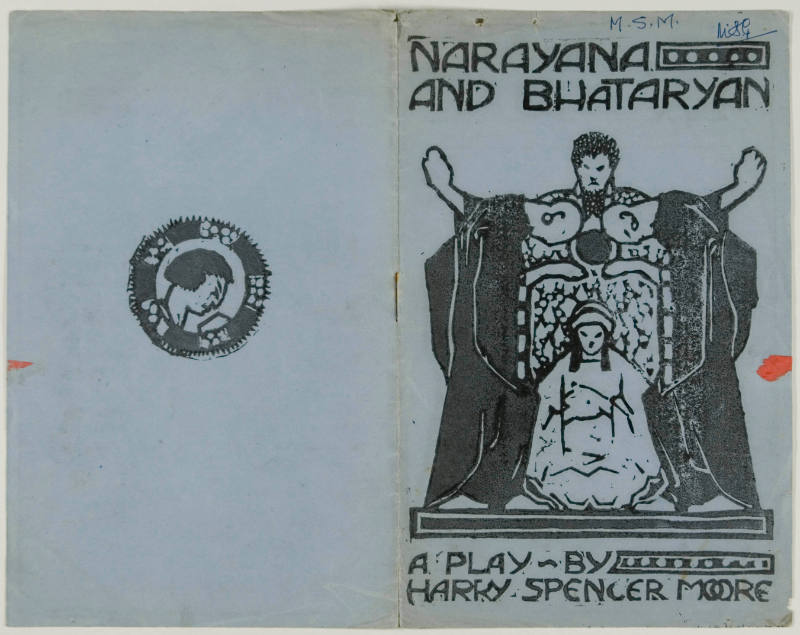 M.S.M.
NARAYANA
AND BHATARYAN
A PLAY ~ BY
HARRY SPENCER MOORE